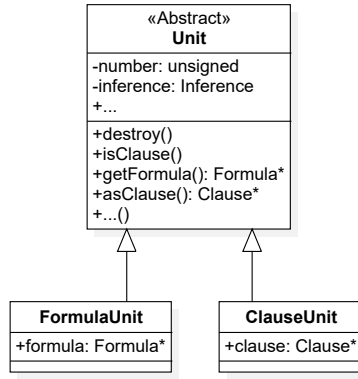 «Abstract»
Unit
-number: unsigned
-inference: Inference
+...
+destroy()
+isClause()
+getFormula(): Formula*
+asClause(): Clause*
+...()
FormulaUnit
+formula: Formula*
ClauseUnit
+clause: Clause*